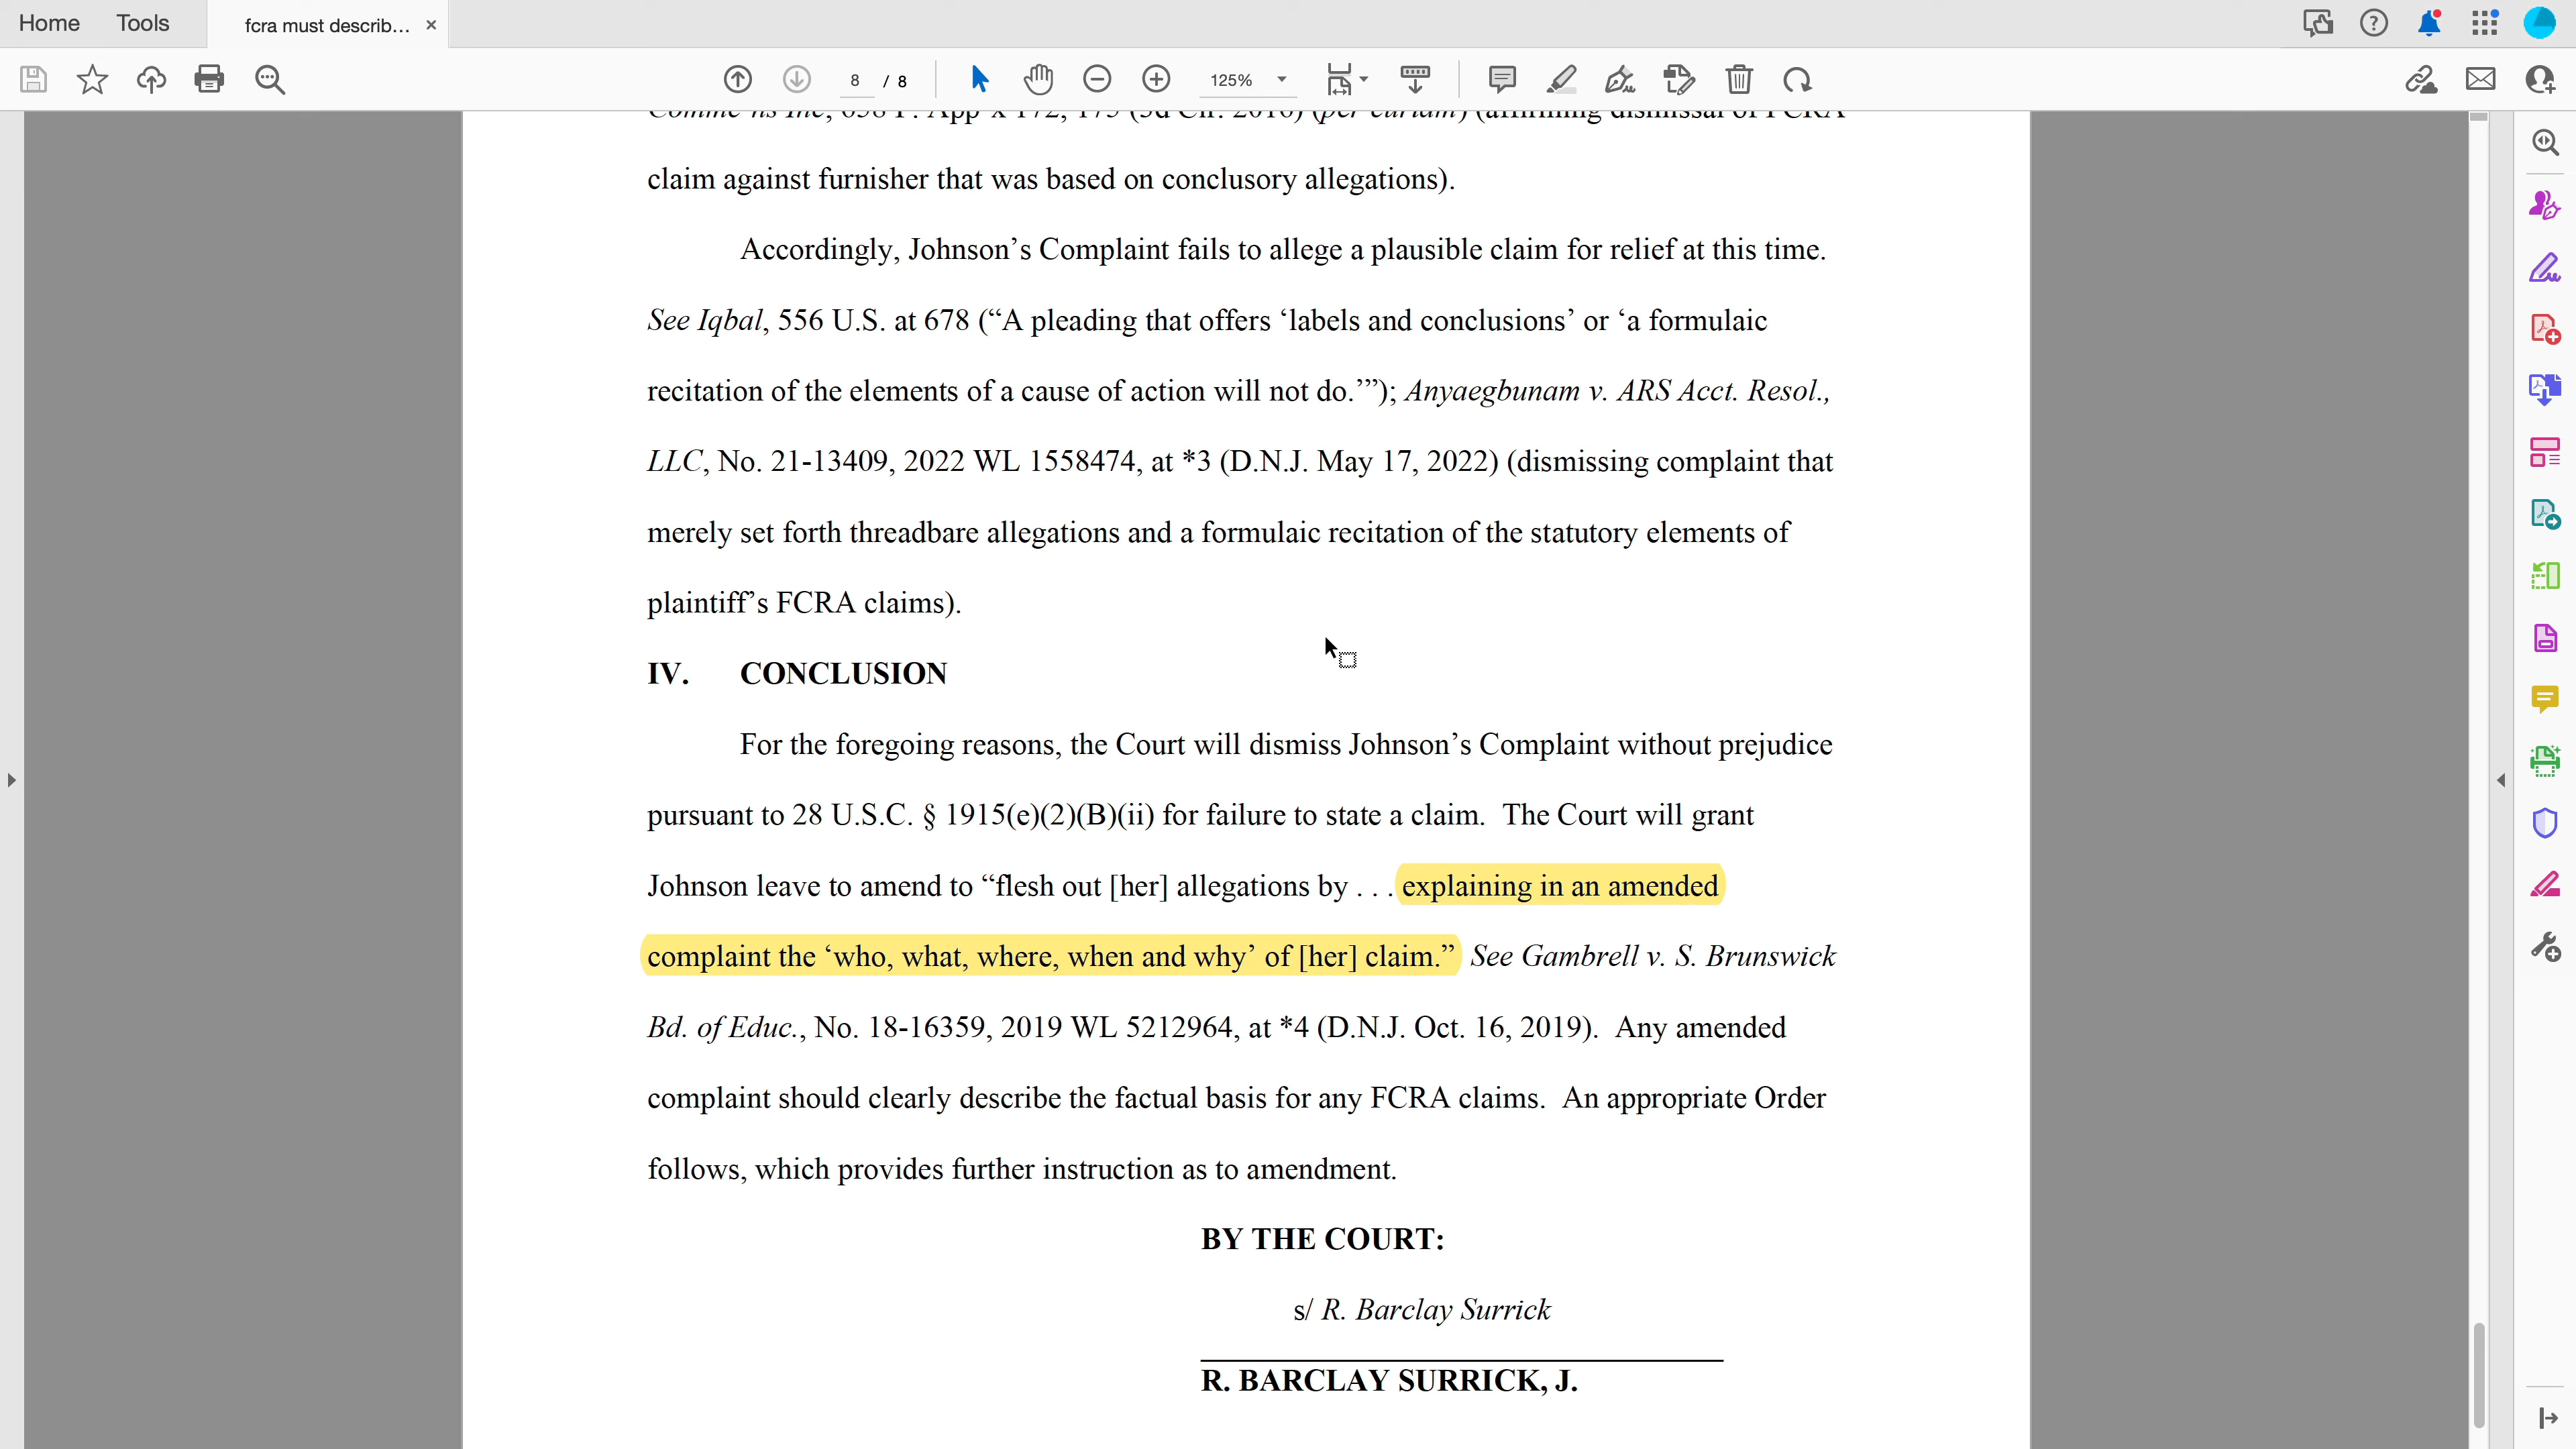 Home Tools fcra must describ... ×
8 / 8 125%
claim against furnisher that was based on conclusory allegations).
Accordingly, Johnson’s Complaint fails to allege a plausible claim for relief at this time.
See Iqbal, 556 U.S. at 678 (“A pleading that offers ‘labels and conclusions’ or ‘a formulaic
recitation of the elements of a cause of action will not do.’”); Anyaegbunam v. ARS Acct. Resol.,
LLC, No. 21-13409, 2022 WL 1558474, at *3 (D.N.J. May 17, 2022) (dismissing complaint that
merely set forth threadbare allegations and a formulaic recitation of the statutory elements of
plaintiff’s FCRA claims).
IV. CONCLUSION
For the foregoing reasons, the Court will dismiss Johnson’s Complaint without prejudice
pursuant to 28 U.S.C. § 1915(e)(2)(B)(ii) for failure to state a claim. The Court will grant
Johnson leave to amend to “flesh out [her] allegations by . . . explaining in an amended
complaint the ‘who, what, where, when and why’ of [her] claim.” See Gambrell v. S. Brunswick
Bd. of Educ., No. 18-16359, 2019 WL 5212964, at *4 (D.N.J. Oct. 16, 2019). Any amended
complaint should clearly describe the factual basis for any FCRA claims. An appropriate Order
follows, which provides further instruction as to amendment.
BY THE COURT:
s/ R. Barclay Surrick
R. BARCLAY SURRICK, J.